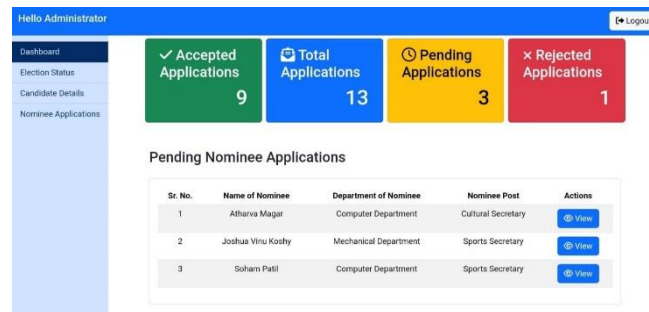 Hello Administrator
Logou
Dashboard
Election Status
Candidate Details
Nominee Applications
Accepted
Applications
9
Total
Applications
13
Pending
Applications
3
Rejected
Applications
1
Pending Nominee Applications
Sr. No. Name of Nominee Department of Nominee Nominee Post Actions
1 Atharva Magar Computer Department Cultural Secretary View
2 Joshua Vinu Koshy Mechanical Department Sports Secretary View
3 Soham Patil Computer Department Sports Secretary View